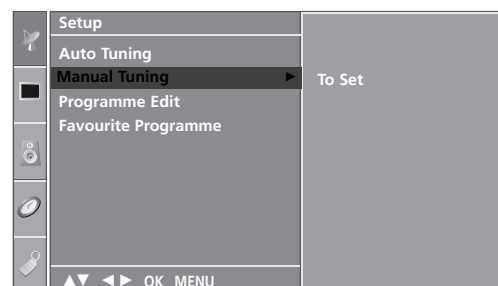 Setup
Auto Tuning
Manual Tuning ►
To Set
Programme Edit
Favourite Programme
▲▼ ◄► OK MENU